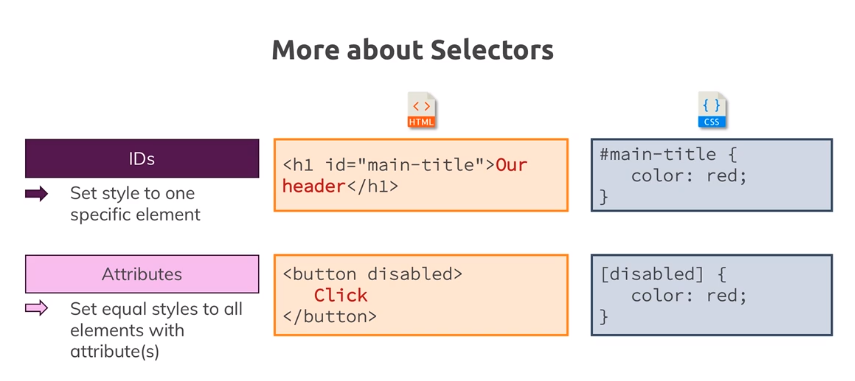 More about Selectors
HTML
{ }
CSS
IDs
Set style to one
specific element
<h1 id="main-title">Our
header</h1>
#main-title {
   color: red;
}
Attributes
Set equal styles to all
elements with
attribute(s)
<button disabled>
   Click
</button>
[disabled] {
   color: red;
}